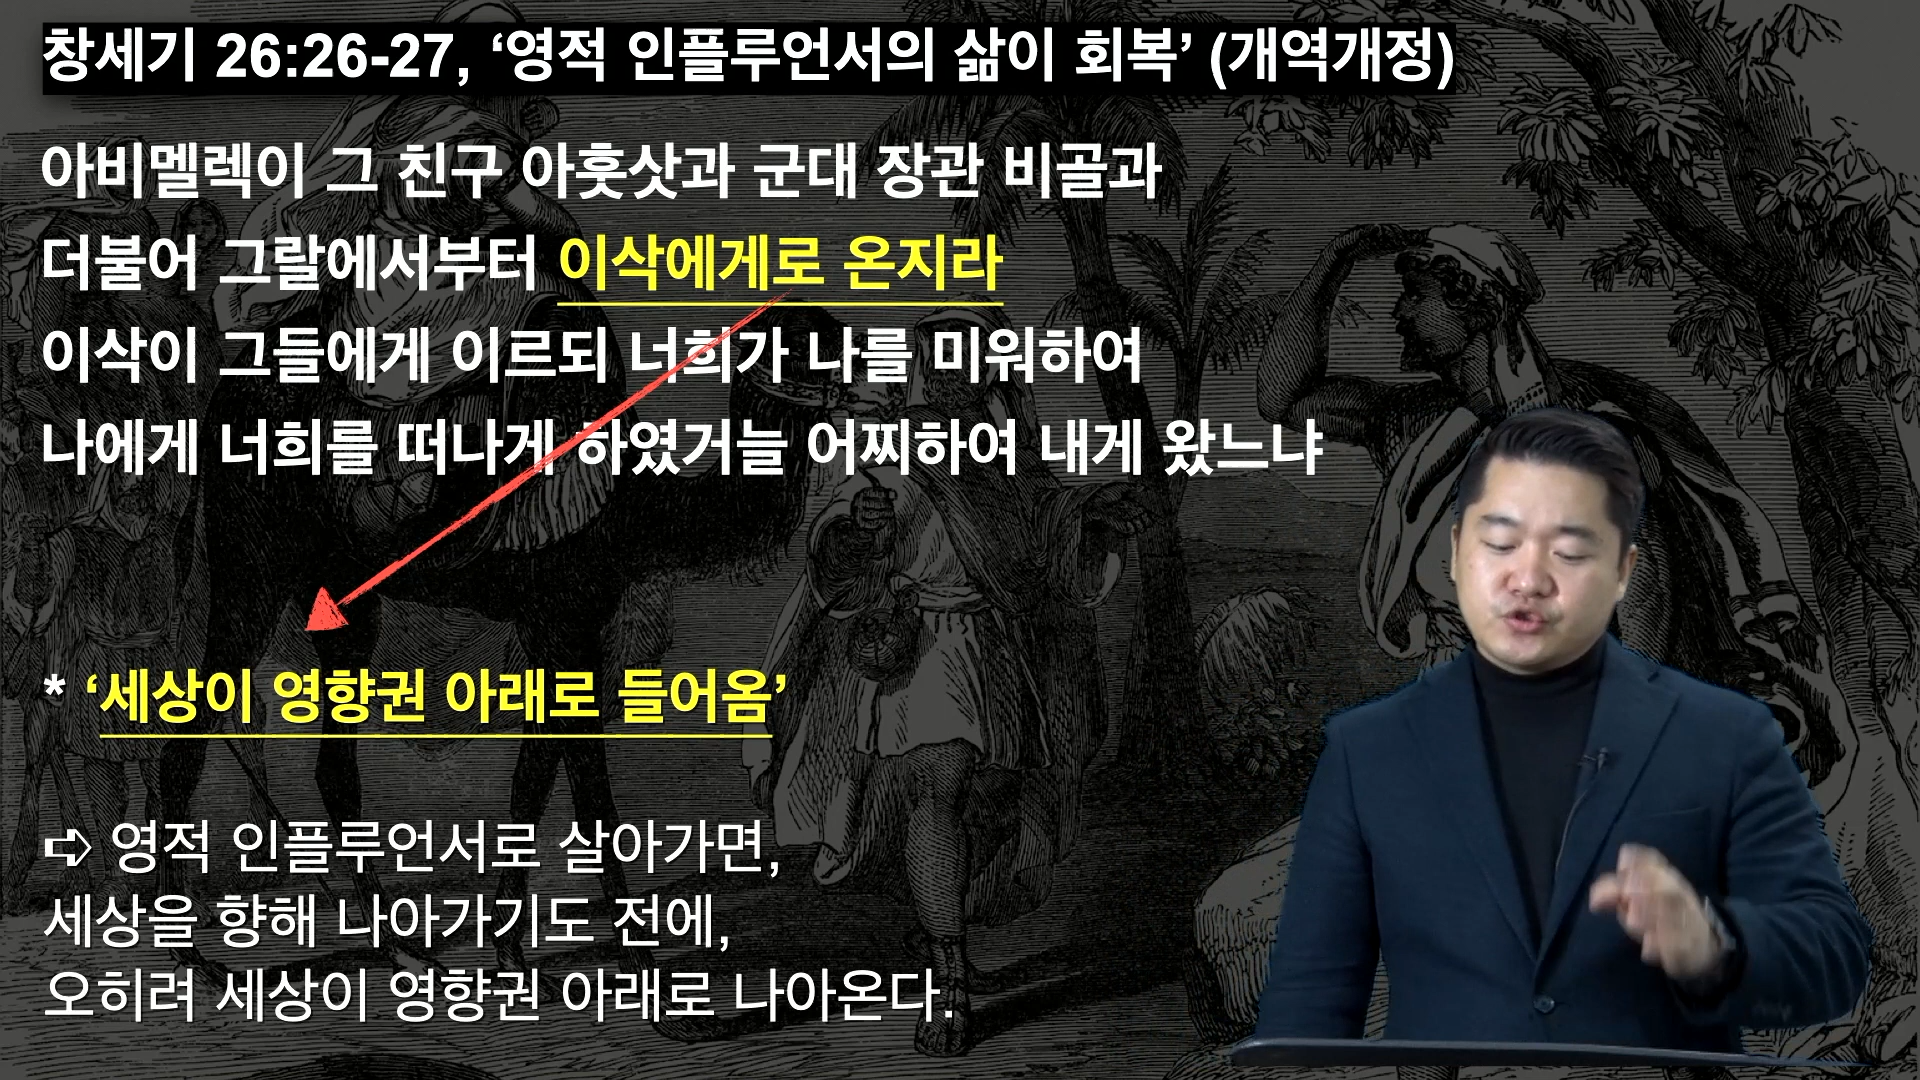 창세기 26:26-27, ‘영적 인플루언서의 삶이 회복’ (개역개정)
아비멜렉이 그 친구 아훗삿과 군대 장관 비골과
더불어 그랄에서부터 이삭에게로 온지라
이삭이 그들에게 이르되 너희가 나를 미워하여
나에게 너희를 떠나게 하였거늘 어찌하여 내게 왔느냐
* ‘세상이 영향권 아래로 들어옴’
➪ 영적 인플루언서로 살아가면,
세상을 향해 나아가기도 전에,
오히려 세상이 영향권 아래로 나아온다.